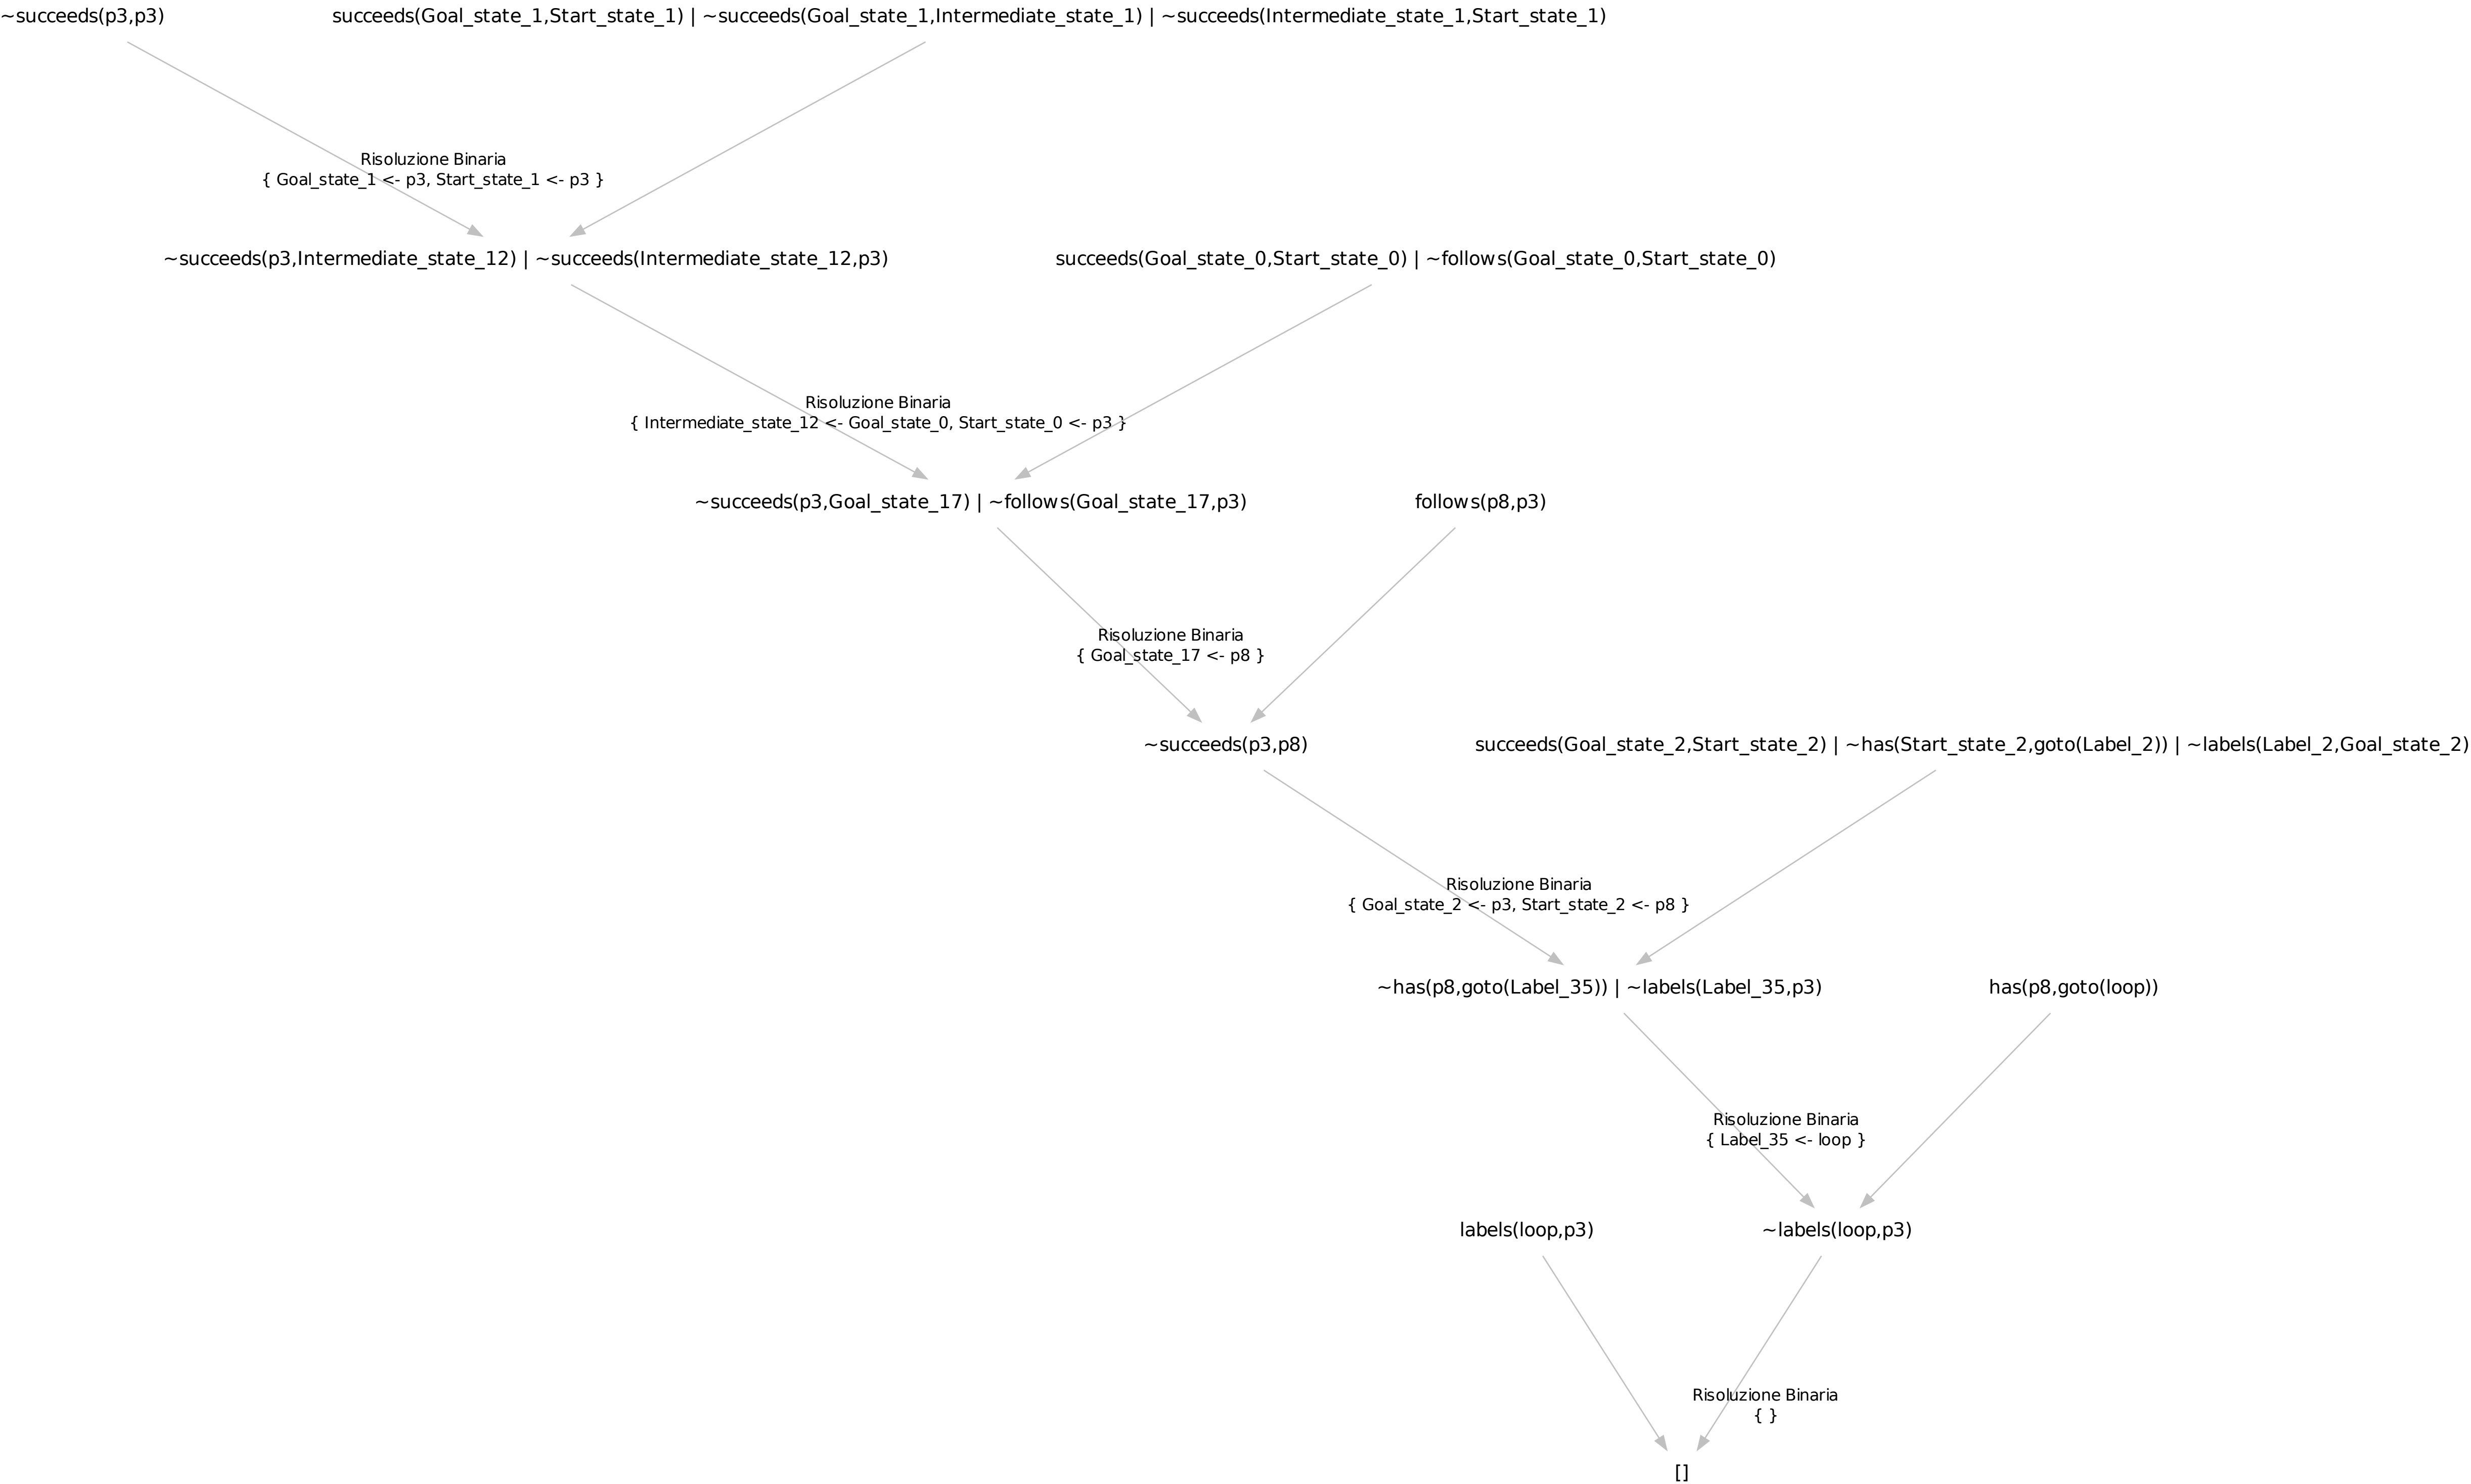 ~succeeds(p3,p3)
succeeds(Goal_state_1,Start_state_1) | ~succeeds(Goal_state_1,Intermediate_state_1) | ~succeeds(Intermediate_state_1,Start_state_1)
Risoluzione Binaria
{ Goal_state_1 <- p3, Start_state_1 <- p3 }
~succeeds(p3,Intermediate_state_12) | ~succeeds(Intermediate_state_12,p3)
succeeds(Goal_state_0,Start_state_0) | ~follows(Goal_state_0,Start_state_0)
Risoluzione Binaria
{ Intermediate_state_12 <- Goal_state_0, Start_state_0 <- p3 }
~succeeds(p3,Goal_state_17) | ~follows(Goal_state_17,p3)
follows(p8,p3)
Risoluzione Binaria
{ Goal_state_17 <- p8 }
~succeeds(p3,p8)
succeeds(Goal_state_2,Start_state_2) | ~has(Start_state_2,goto(Label_2)) | ~labels(Label_2,Goal_state_2)
Risoluzione Binaria
{ Goal_state_2 <- p3, Start_state_2 <- p8 }
~has(p8,goto(Label_35)) | ~labels(Label_35,p3)
has(p8,goto(loop))
Risoluzione Binaria
{ Label_35 <- loop }
labels(loop,p3)
~labels(loop,p3)
Risoluzione Binaria
{ }
[]